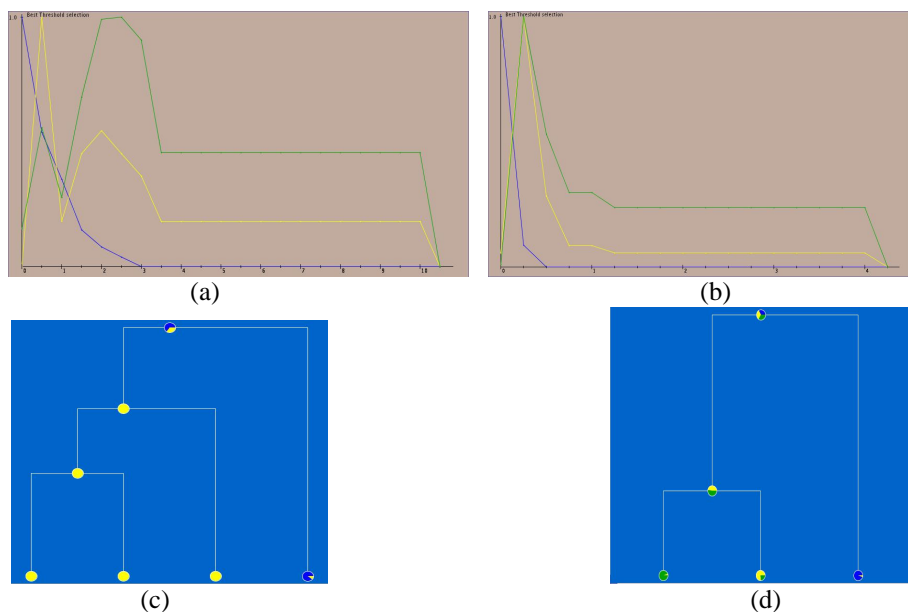 Best Threshold selection
1.0
0 1 2 3 4 5 6 7 8 9 10
(a)
Best Threshold selection
1.0
0 1 2 3 4
(b)
(c)
(d)